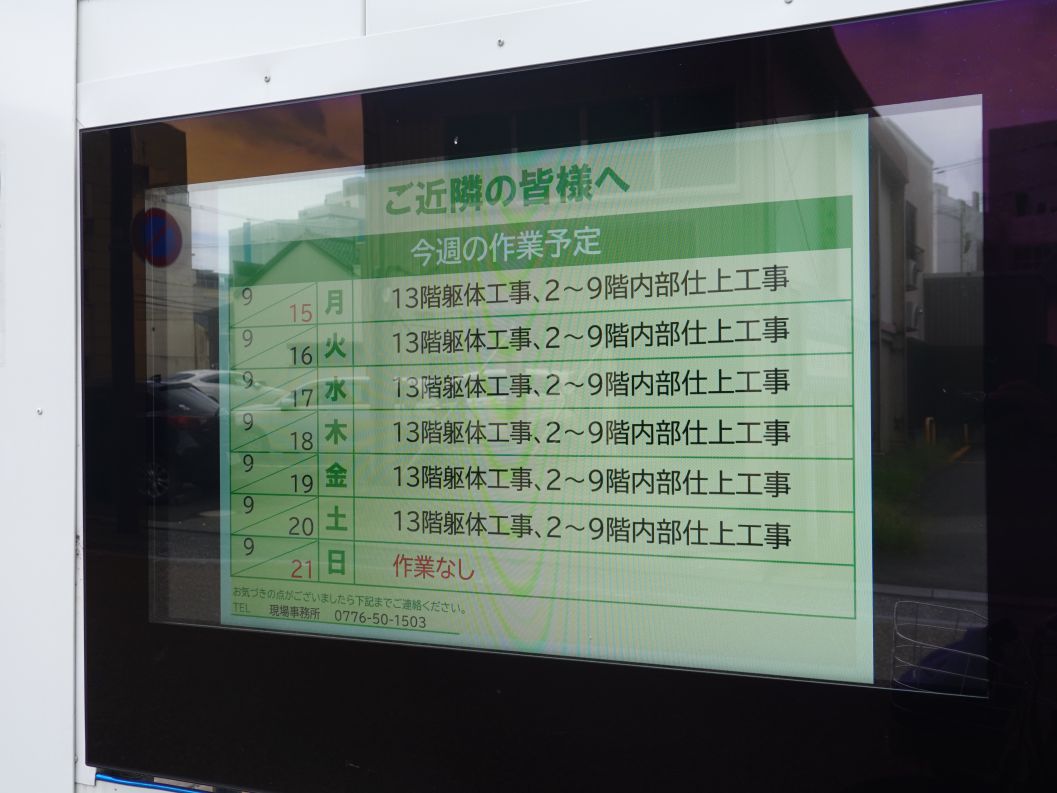 ご近隣の皆様へ
今週の作業予定
9 15 月 13階躯体工事、2～9階内部仕上工事
9 16 火 13階躯体工事、2～9階内部仕上工事
9 17 水 13階躯体工事、2～9階内部仕上工事
9 18 木 13階躯体工事、2～9階内部仕上工事
9 19 金 13階躯体工事、2～9階内部仕上工事
9 20 土 13階躯体工事、2～9階内部仕上工事
9 21 日 作業なし
お気づきの点がございましたら下記までご連絡ください。
TEL 現場事務所 0776-50-1503